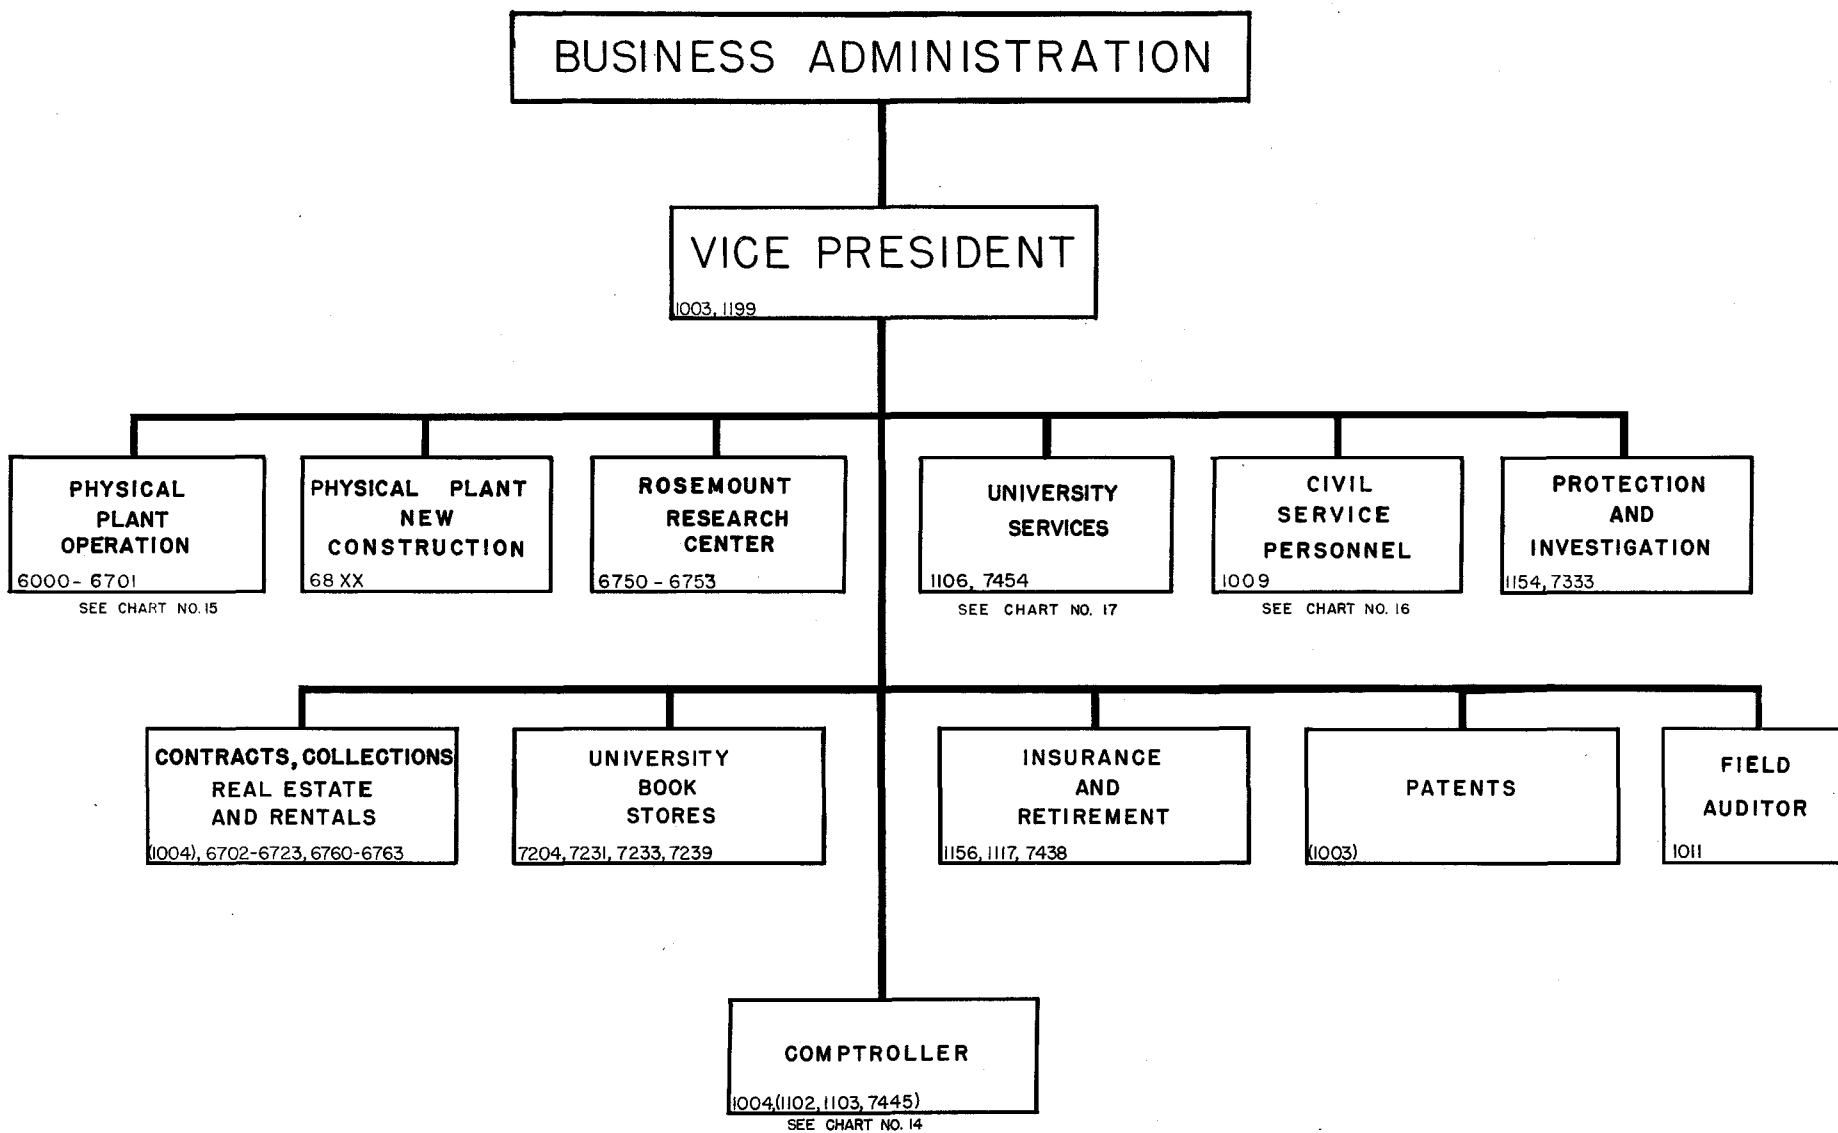 BUSINESS ADMINISTRATION
VICE PRESIDENT
1003, 1199
PHYSICAL
PLANT
OPERATION
6000-6701
SEE CHART NO. 15
PHYSICAL PLANT
NEW
CONSTRUCTION
68 XX
ROSEMOUNT
RESEARCH
CENTER
6750-6753
UNIVERSITY
SERVICES
1106, 7454
SEE CHART NO. 17
CIVIL
SERVICE
PERSONNEL
1009
SEE CHART NO. 16
PROTECTION
AND
INVESTIGATION
1154, 7333
CONTRACTS, COLLECTIONS
REAL ESTATE
AND RENTALS
(1004), 6702-6723, 6760-6763
UNIVERSITY
BOOK
STORES
7204, 7231, 7233, 7239
INSURANCE
AND
RETIREMENT
1156, 1117, 7438
PATENTS
(1003)
FIELD
AUDITOR
1011
COMPTROLLER
1004,(1102, 1103, 7445)
SEE CHART NO. 14